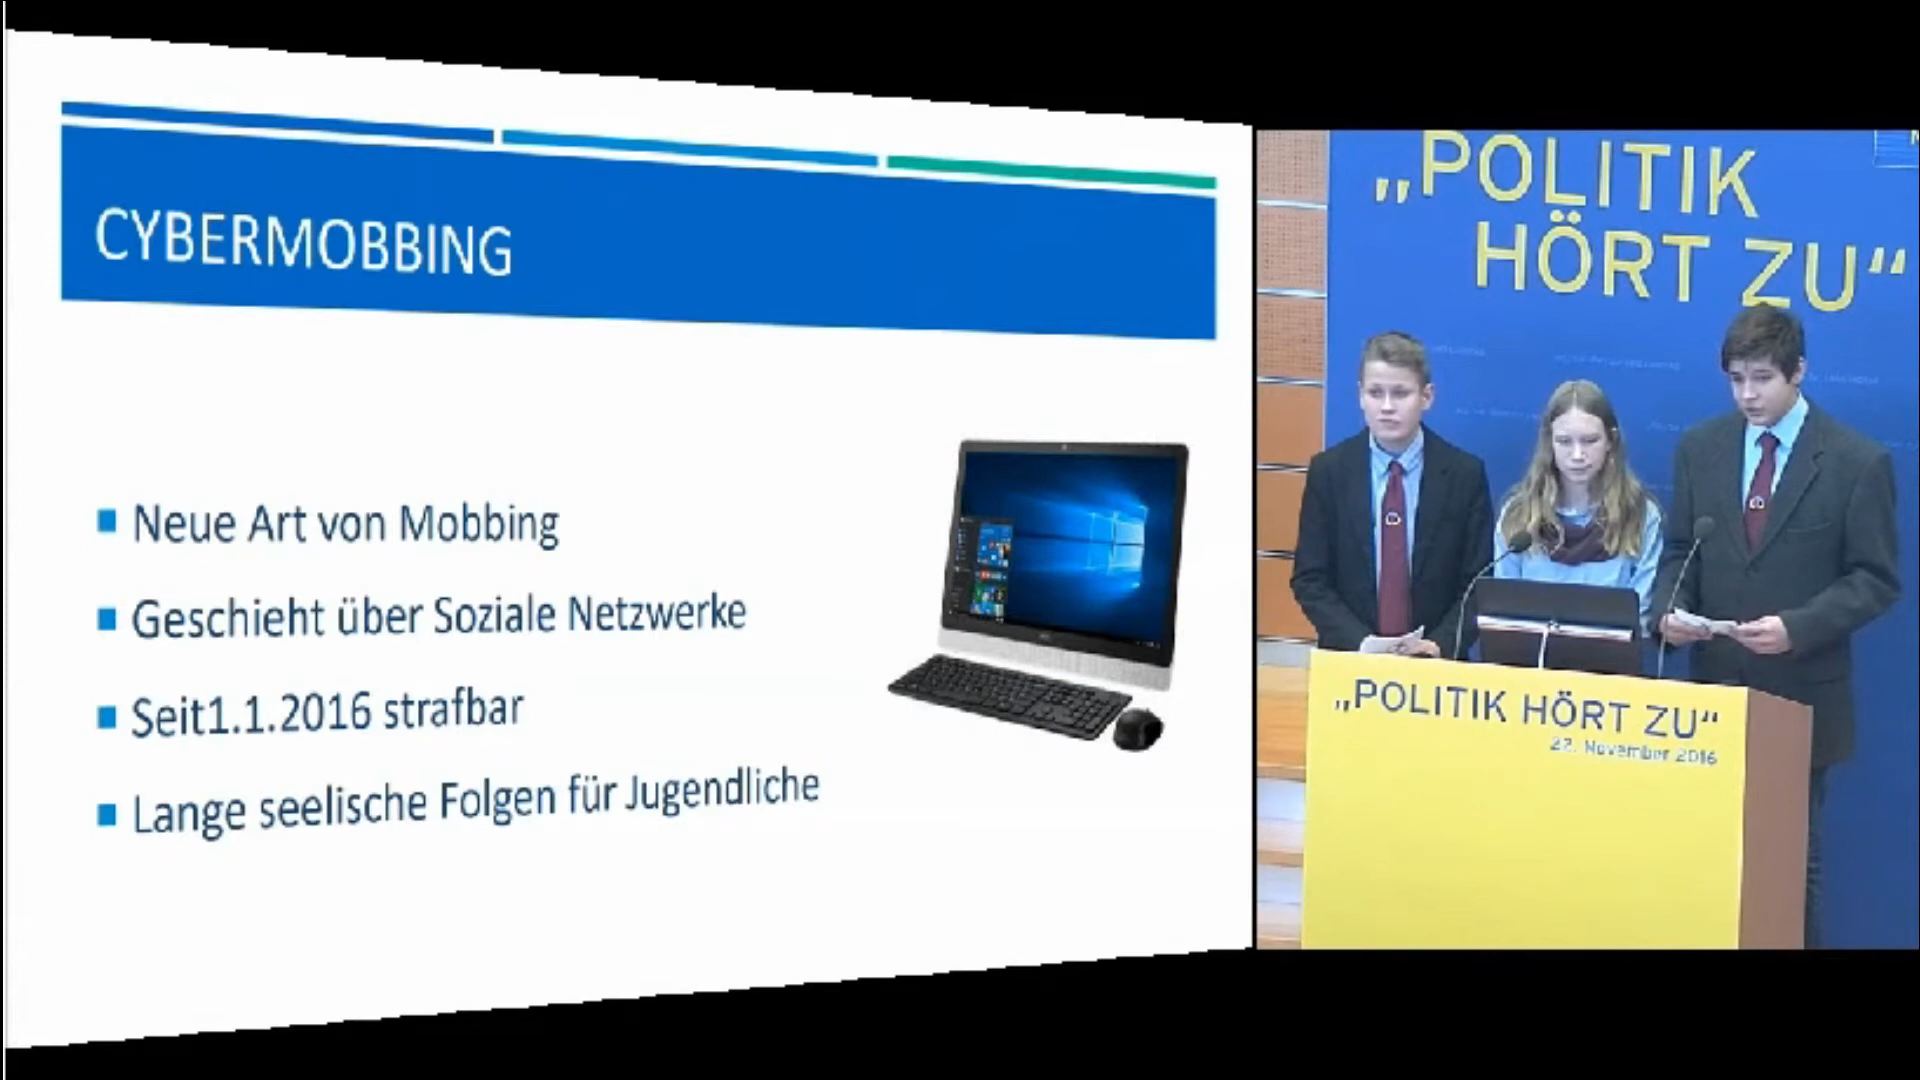 CYBERMOBBING
Neue Art von Mobbing
Geschieht über Soziale Netzwerke
Seit1.1.2016 strafbar
Lange seelische Folgen für Jugendliche
„POLITIK
HÖRT ZU“
„POLITIK HÖRT ZU“
22. November 2016